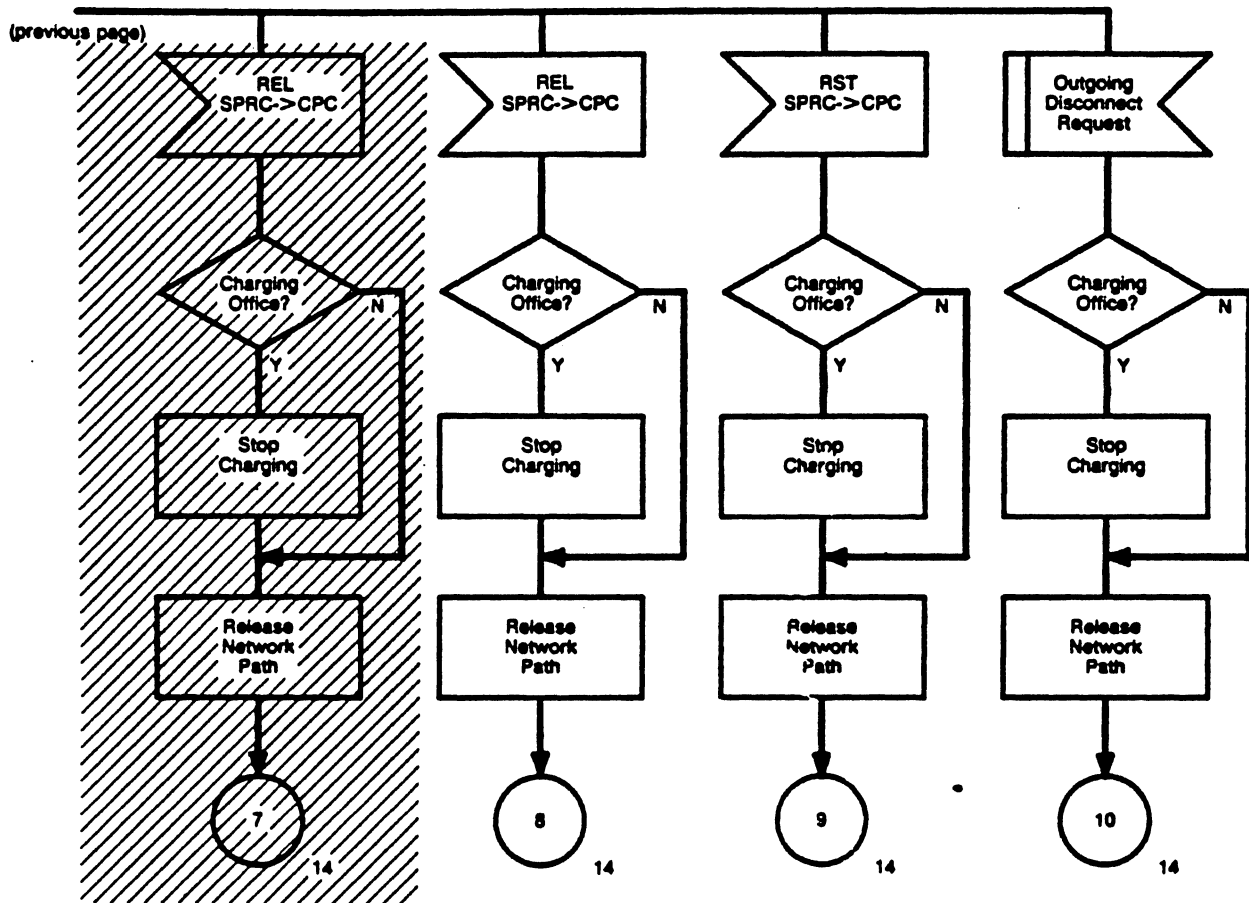 (previous page)
REL
SPRC->CPC
REL
SPRC->CPC
RST
SPRC->CPC
Outgoing
Disconnect
Request
Charging
Office?
N
Y
Charging
Office?
N
Y
Charging
Office?
N
Y
Charging
Office?
N
Y
Stop
Charging
Stop
Charging
Stop
Charging
Stop
Charging
Release
Network
Path
Release
Network
Path
Release
Network
Path
Release
Network
Path
7
14
8
14
9
14
10
14